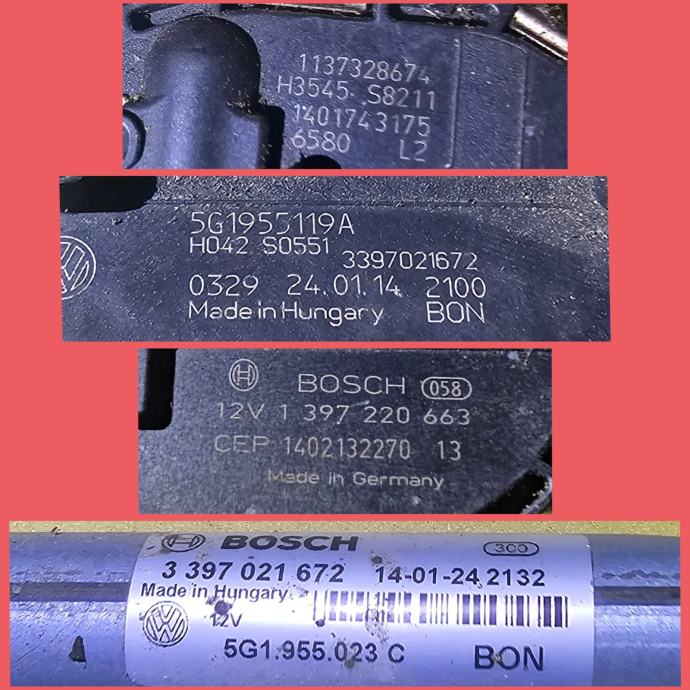 1137328674
H3545 S8211
1401743175
6580 L2
5G1955119A
H042 S0551 3397021672
0329 24.01.14 2100
Made in Hungary BON
BOSCH 058
12V 1 397 220 663
CEP 1402132270 13
Made in Germany
BOSCH 300
3 397 021 672 14-01-24 2132
Made in Hungary
12V
5G1.955.023 C BON